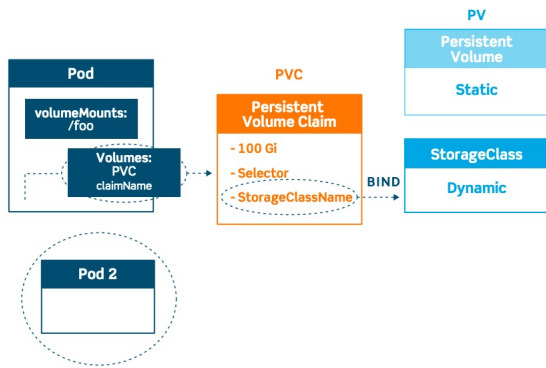 Pod
volumeMounts:
/foo
Volumes:
PVC
claimName
Pod 2
PVC
Persistent
Volume Claim
- 100 Gi
- Selector
- StorageClassName
BIND
PV
Persistent
Volume
Static
StorageClass
Dynamic